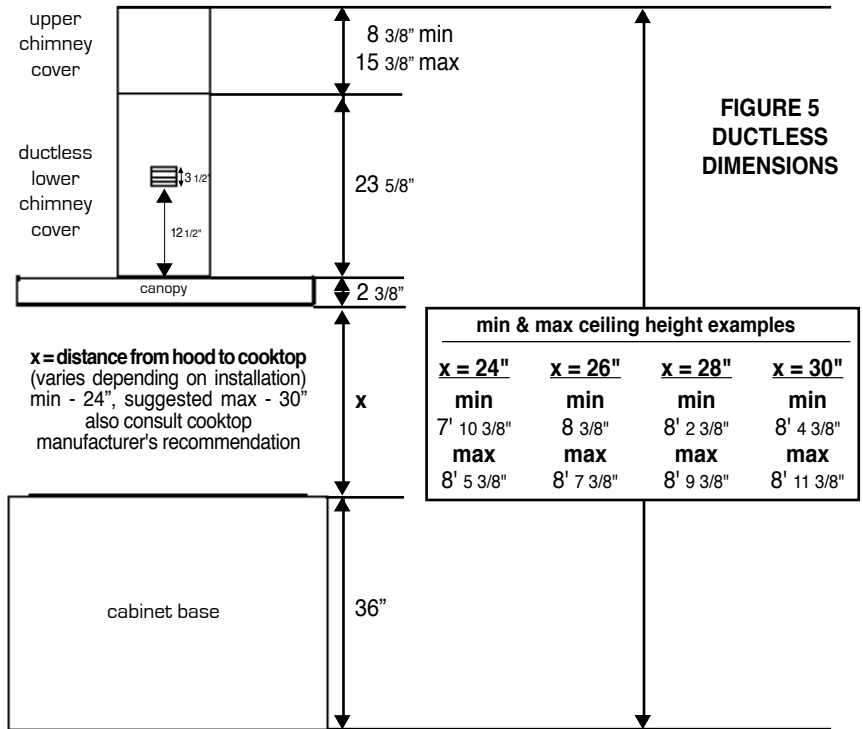 upper
chimney
cover
8 3/8" min
15 3/8" max
FIGURE 5
DUCTLESS
DIMENSIONS
ductless
lower
chimney
cover
3 1/2"
12 1/2"
23 5/8"
canopy
2 3/8"
x = distance from hood to cooktop
(varies depending on installation)
min - 24", suggested max - 30"
also consult cooktop
manufacturer's recommendation
x
min & max ceiling height examples
x = 24" x = 26" x = 28" x = 30"
min min min min
7' 10 3/8" 8 3/8" 8' 2 3/8" 8' 4 3/8"
max max max max
8' 5 3/8" 8' 7 3/8" 8' 9 3/8" 8' 11 3/8"
cabinet base
36"